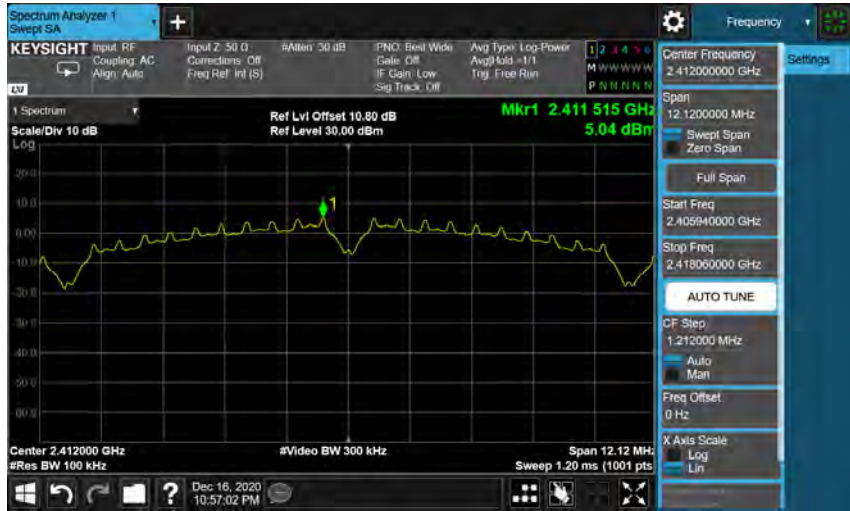 Spectrum Analyzer 1
Swept SA
+
Frequency
KEYSIGHT
Input: RF
Coupling: AC
Align: Auto
Input Z: 50 Ω
Corrections: Off
Freq Ref: Int (S)
#Atten: 30 dB
PNO: Best Wide
Gate: Off
IF Gain: Low
Sig Track: Off
Avg Type: Log-Power
Avg|Hold: >1/1
Trig: Free Run
1 2 3 4 5 6
M W W W W W
P N N N N N
1 Spectrum
Scale/Div 10 dB
Log
Ref Lvl Offset 10.80 dB
Ref Level 30.00 dBm
Mkr1 2.411 515 GHz
5.04 dBm
20.0
10.0
0.00
-10.0
-20.0
-30.0
-40.0
-50.0
-60.0
1
Center 2.412000 GHz
#Res BW 100 kHz
#Video BW 300 kHz
Span 12.12 MHz
Sweep 1.20 ms (1001 pts
Center Frequency
2.412000000 GHz
Settings
Span
12.1200000 MHz
Swept Span
Zero Span
Full Span
Start Freq
2.405940000 GHz
Stop Freq
2.418060000 GHz
AUTO TUNE
CF Step
1.212000 MHz
Auto
Man
Freq Offset
0 Hz
X Axis Scale
Log
Lin
?
Dec 16, 2020
10:57:02 PM